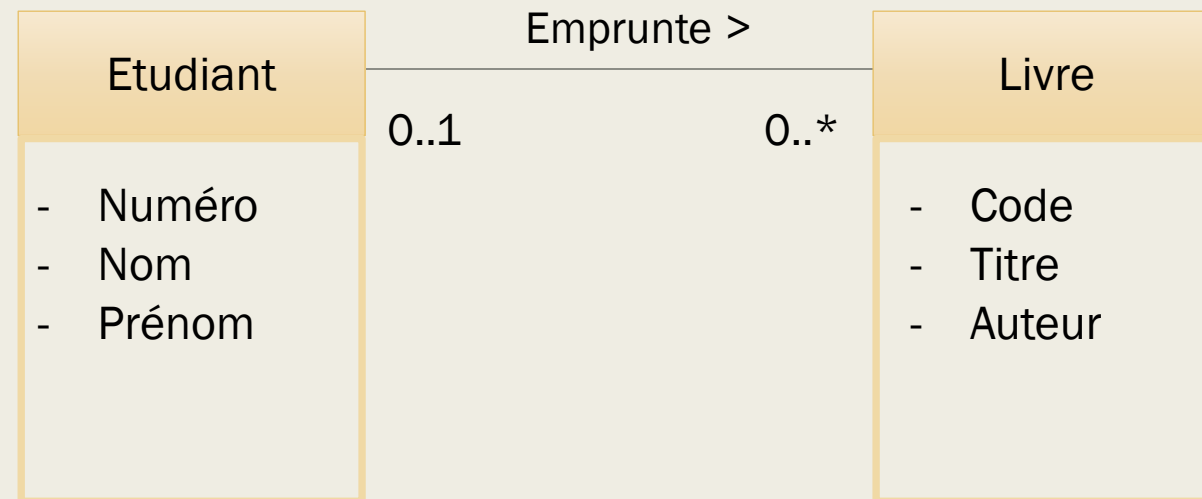 Emprunte >
Etudiant
Livre
0..1
0..*
- Numéro
- Nom
- Prénom
- Code
- Titre
- Auteur